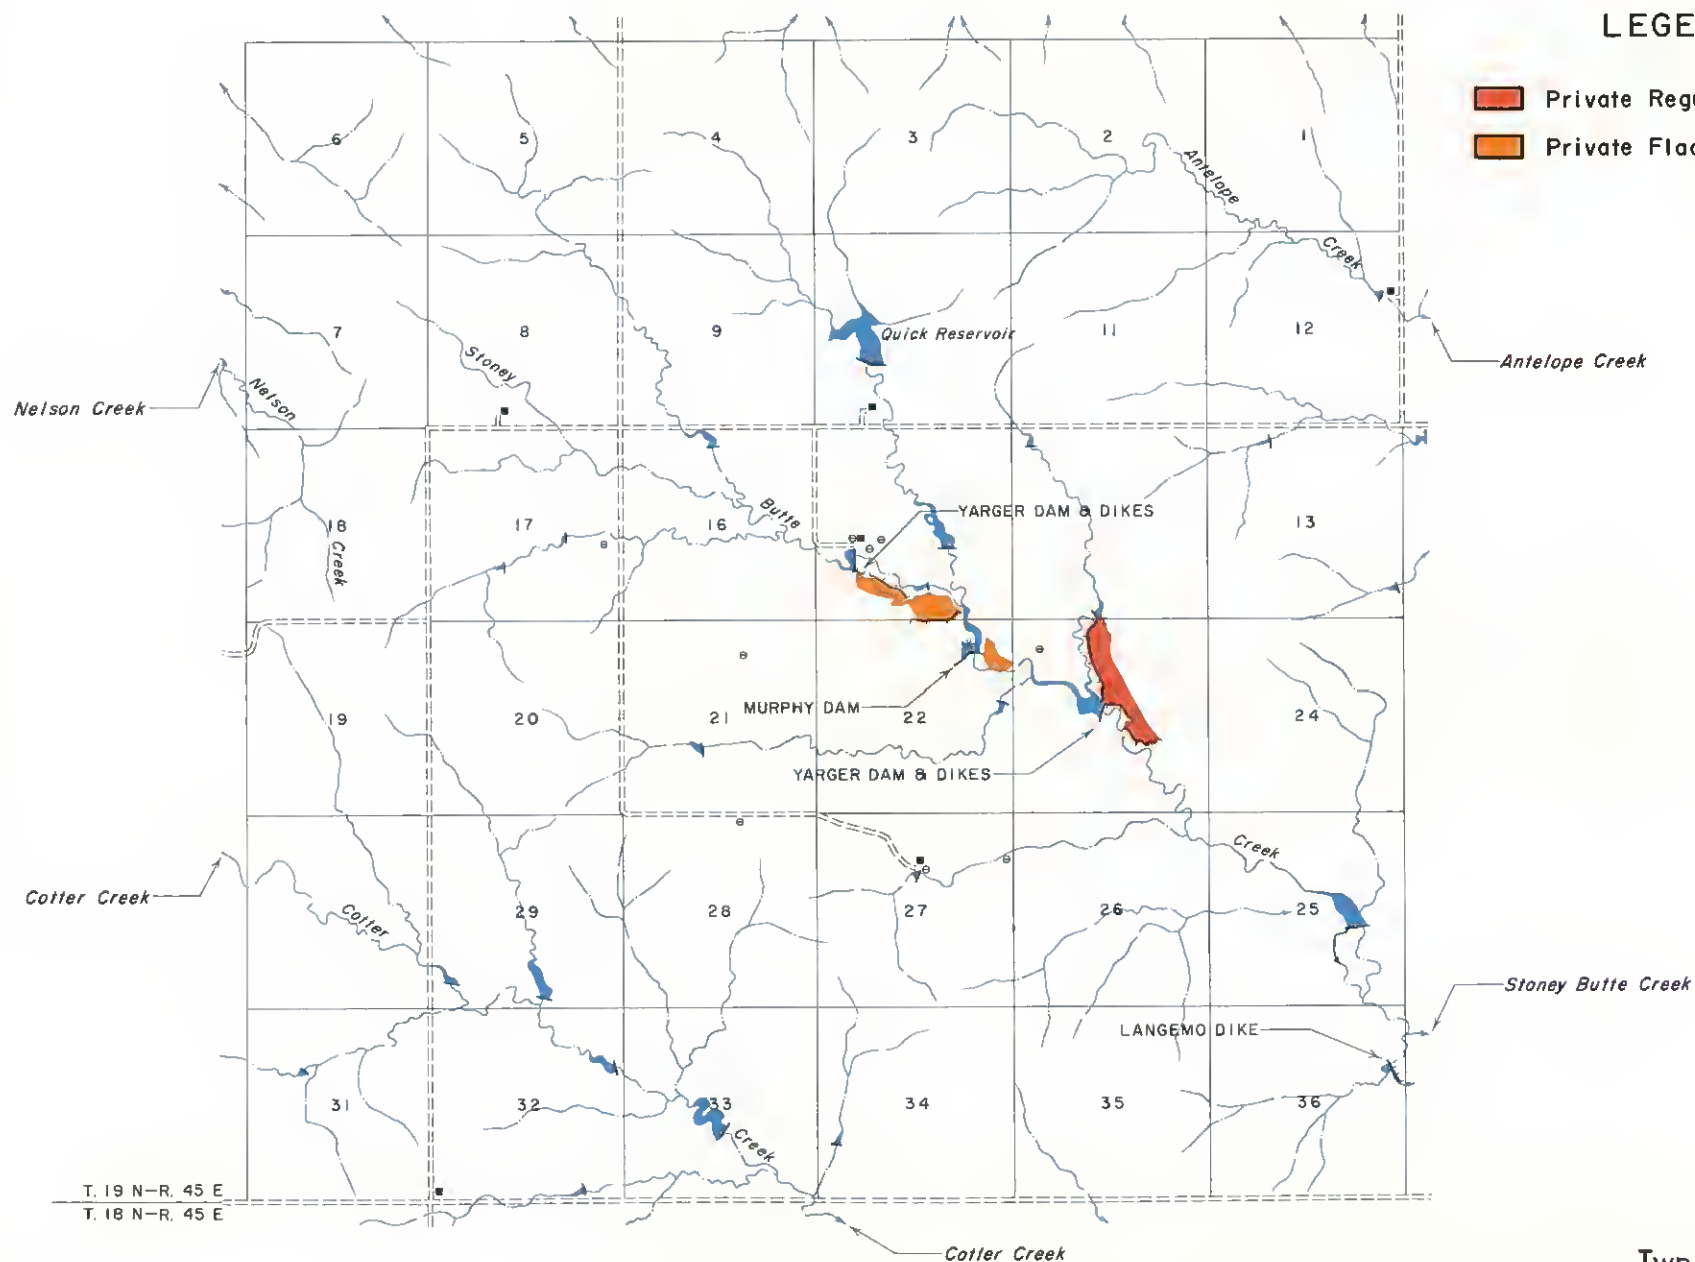 LEGE
Private Regu
Private Floo
6
5
4
3
2
1
Antelope
Creek
7
8
9
Quick Reservoir
11
12
Antelope Creek
Stoney
Nelson Creek
Nelson
18
Creek
17
16
Butte
YARGER DAM & DIKES
13
19
20
21
MURPHY DAM
22
24
YARGER DAM & DIKES
Creek
Cotter Creek
Cotter
29
28
27
26
25
Stoney Butte Creek
LANGEMO DIKE
31
32
33
Creek
34
35
36
T. 19 N-R. 45 E
T. 18 N-R. 45 E
Cotter Creek